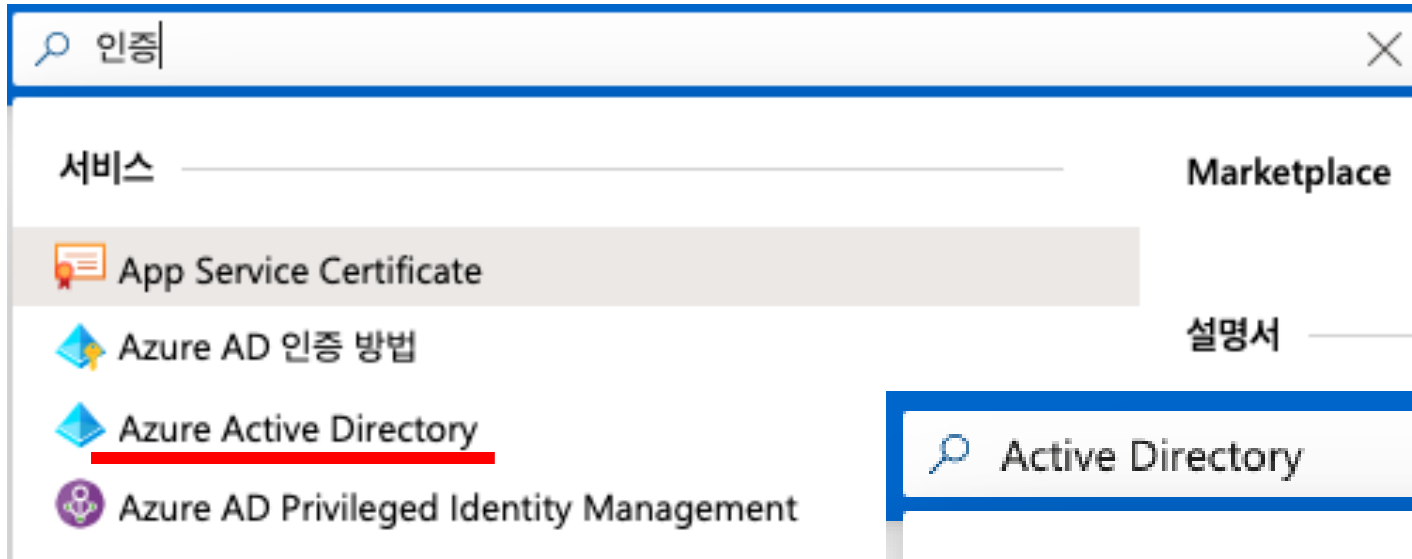 인증
서비스
Marketplace
App Service Certificate
Azure AD 인증 방법
설명서
Azure Active Directory
Azure AD Privileged Identity Management
Active Directory